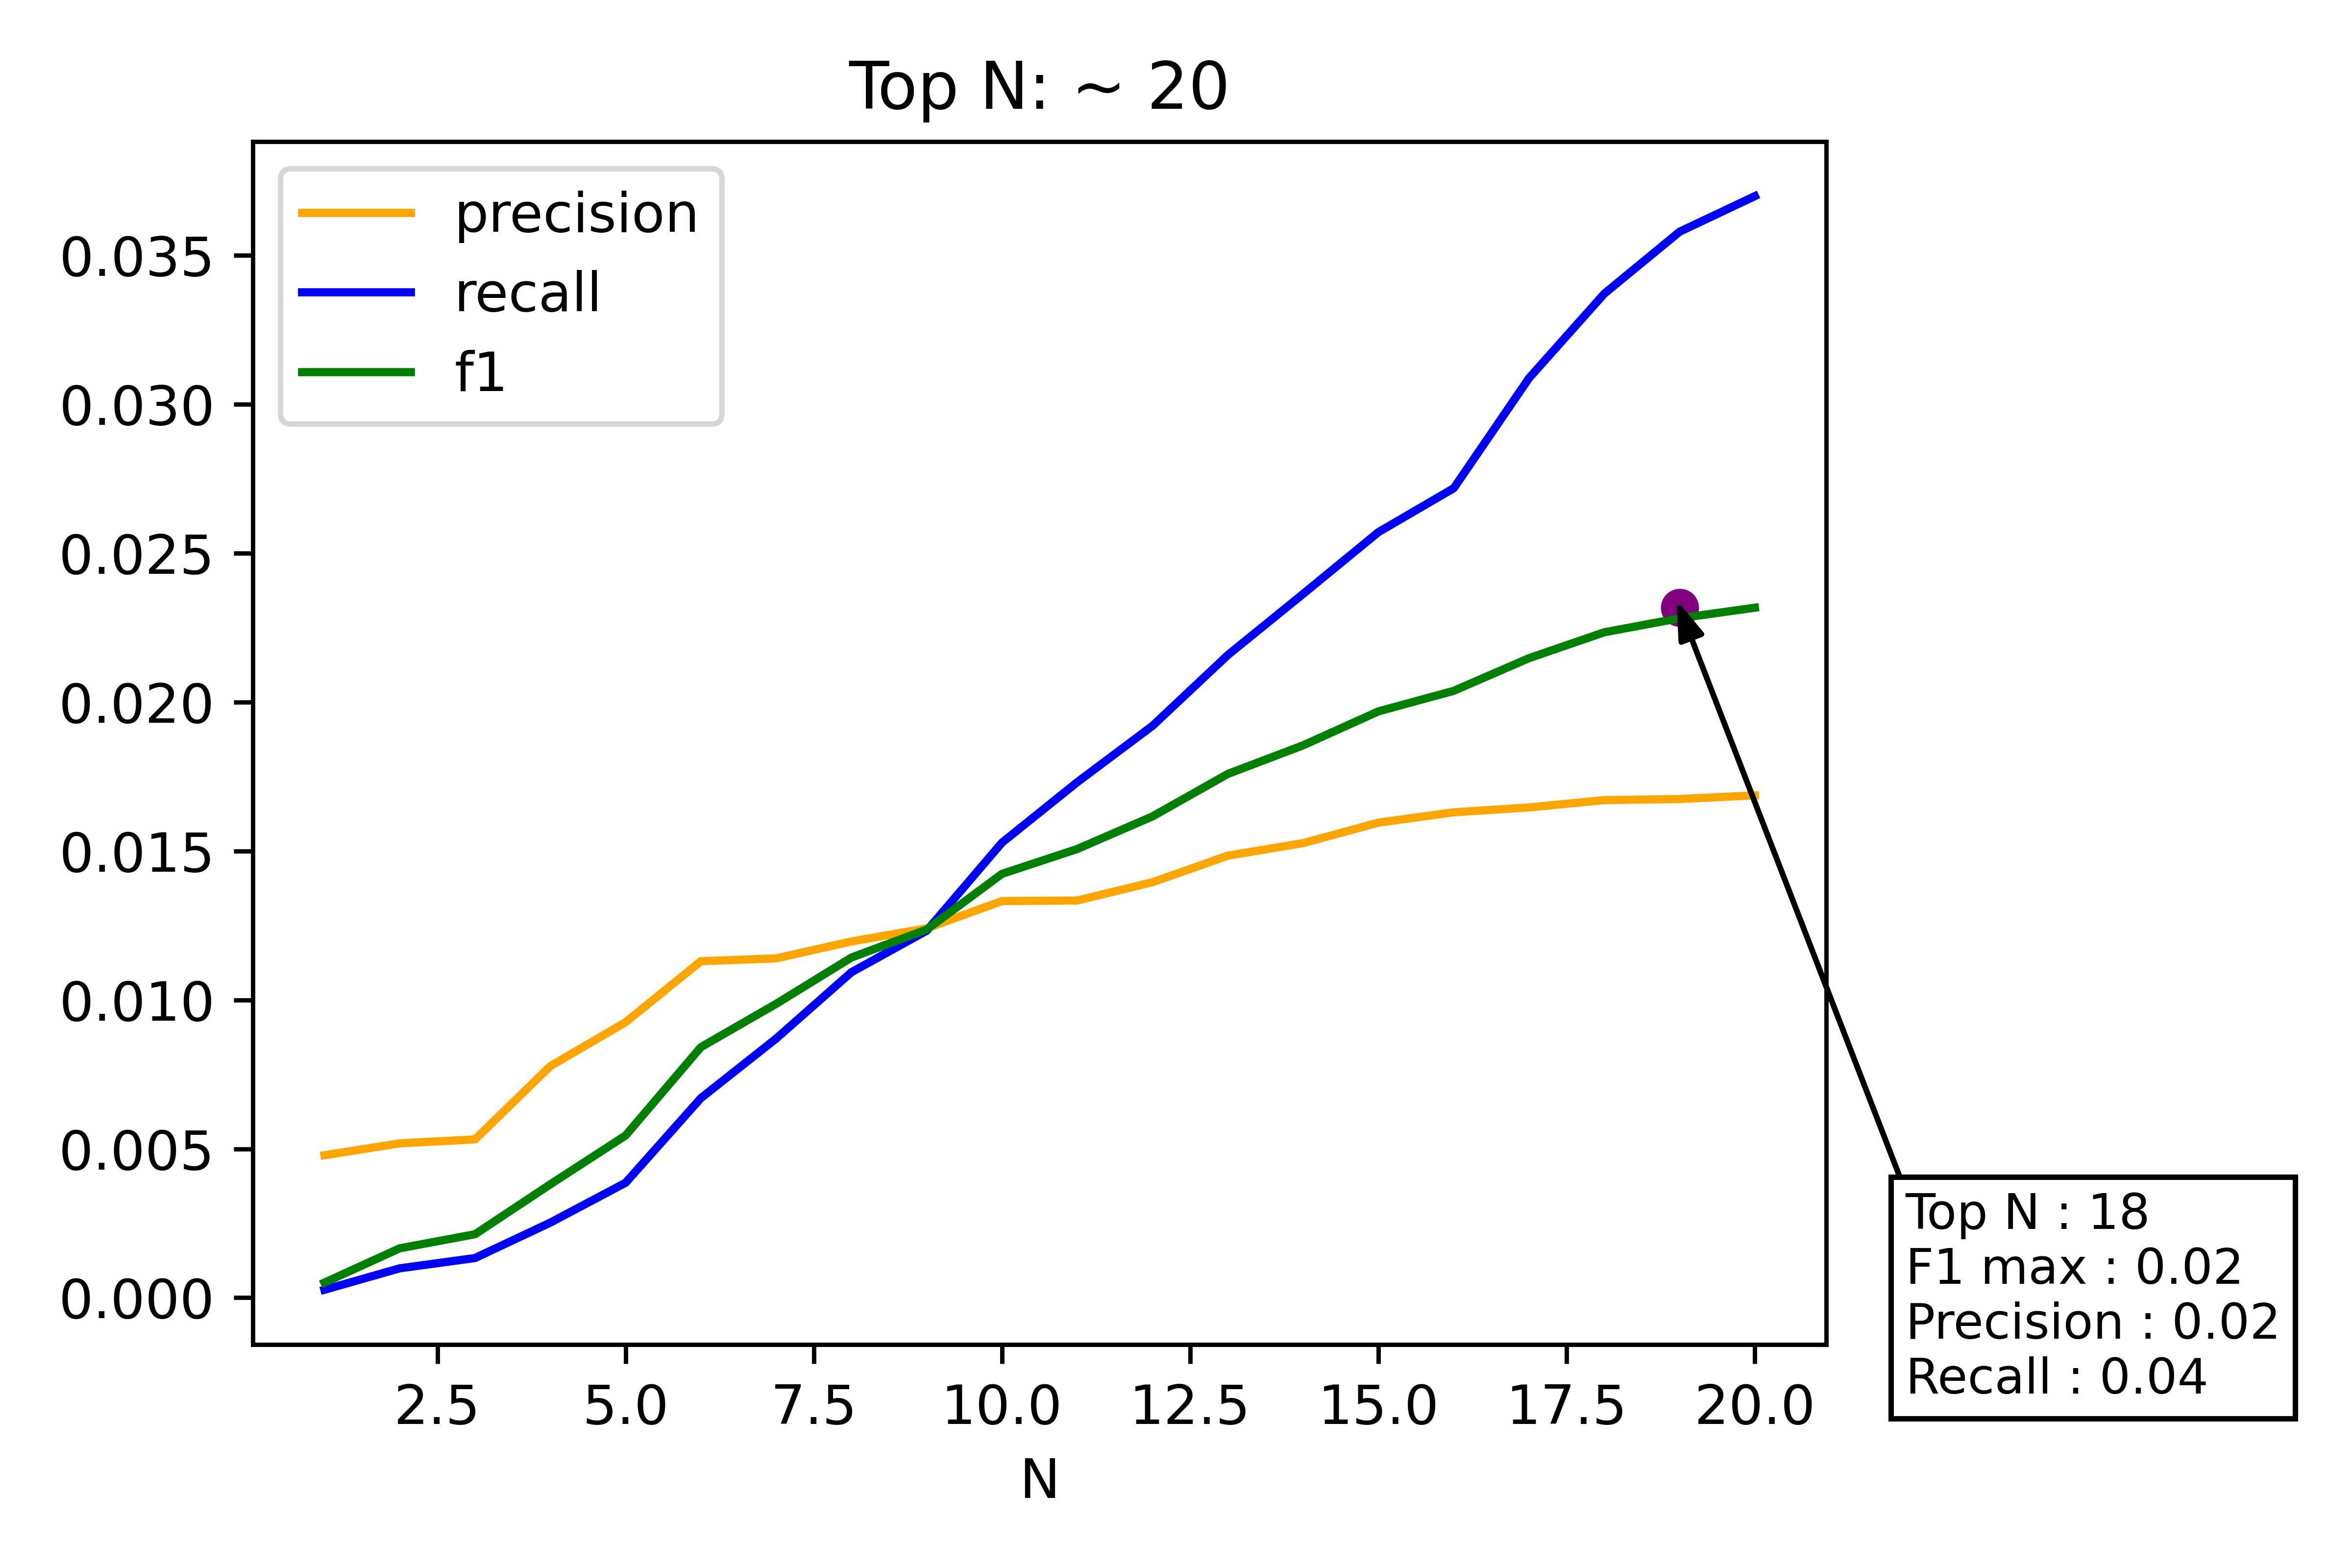 Top N: ~ 20
precision
recall
f1
0.035
0.030
0.025
0.020
0.015
0.010
0.005
0.000
2.5 5.0 7.5 10.0 12.5 15.0 17.5 20.0
N
Top N : 18
F1 max : 0.02
Precision : 0.02
Recall : 0.04